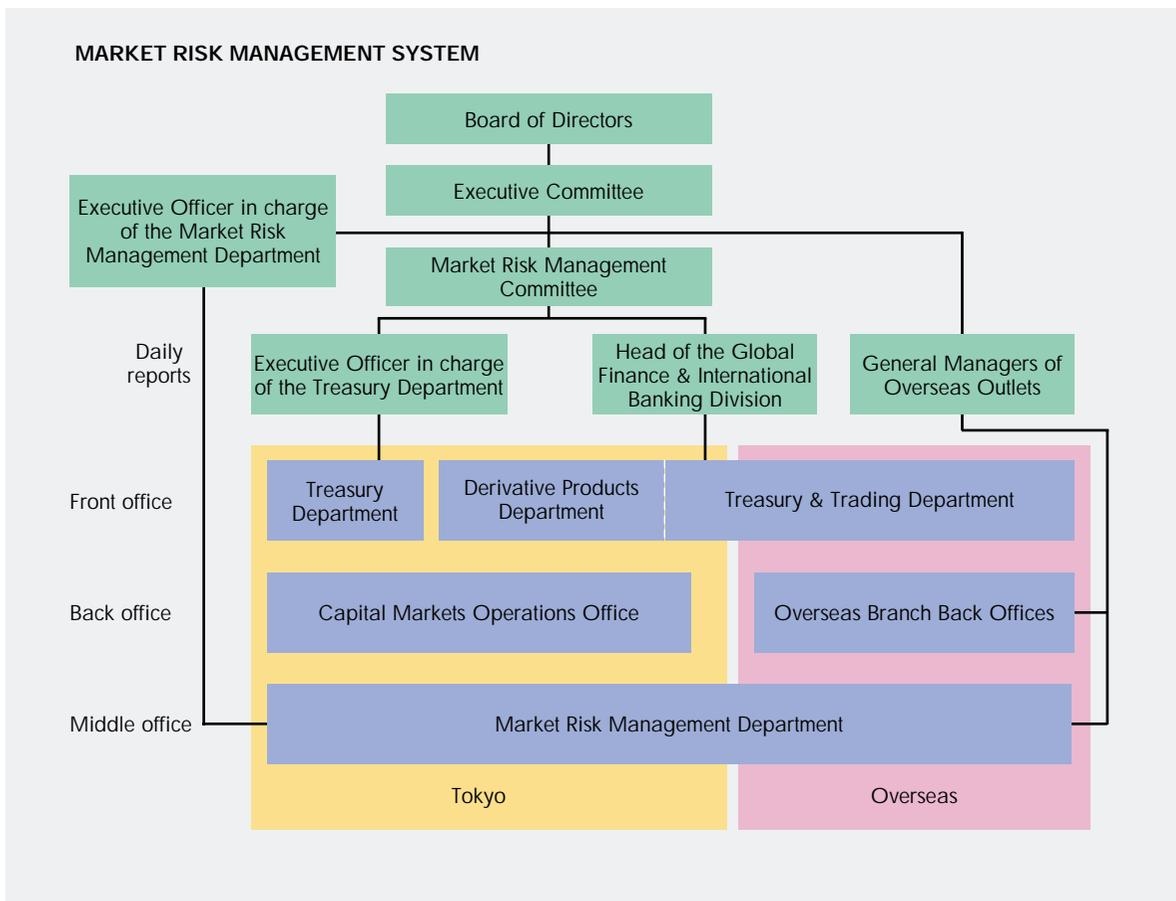 MARKET RISK MANAGEMENT SYSTEM
Board of Directors
Executive Committee
Executive Officer in charge
of the Market Risk
Management Department
Market Risk Management
Committee
Daily
reports
Executive Officer in charge
of the Treasury Department
Head of the Global
Finance & International
Banking Division
General Managers of
Overseas Outlets
Front office
Treasury
Department
Derivative Products
Department
Treasury & Trading Department
Back office
Capital Markets Operations Office
Overseas Branch Back Offices
Middle office
Market Risk Management Department
Tokyo
Overseas